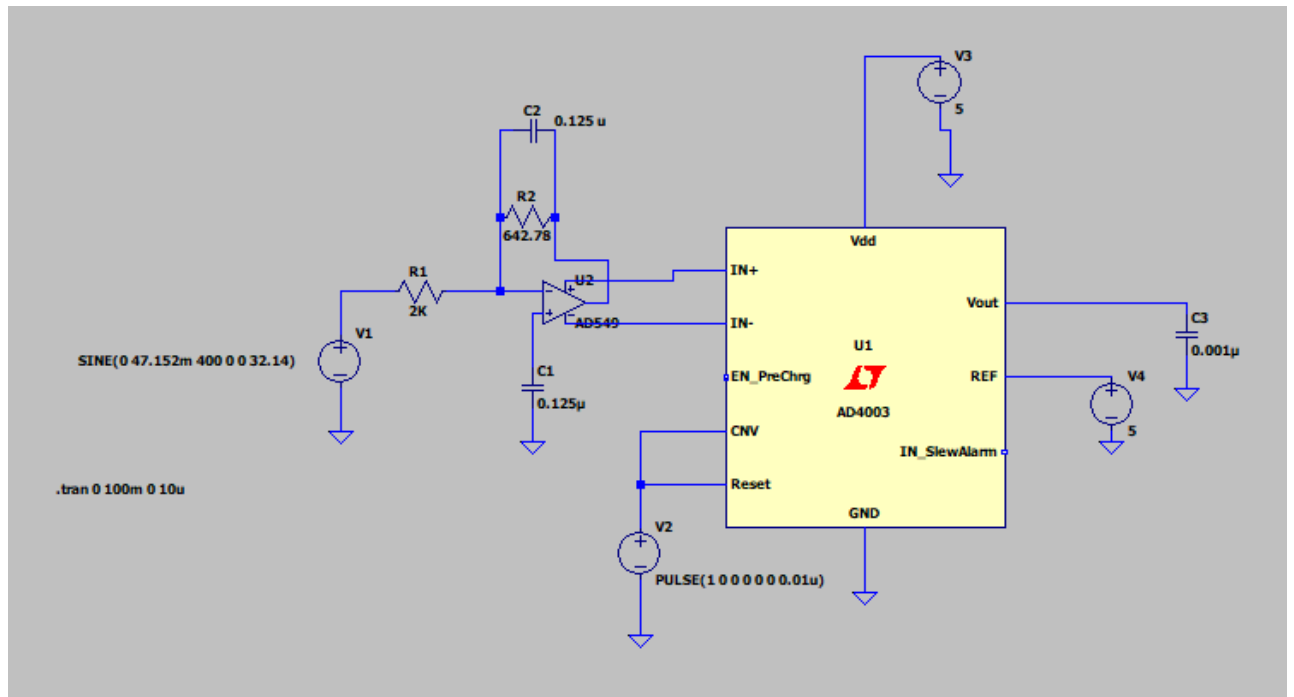 V3
5
C2
0.125 u
R2
642.78
R1
2K
U2
AD549
V1
SINE(0 47.152m 400 0 0 32.14)
C1
0.125µ
Vdd
IN+
IN-
EN_PreChrg
CNV
Reset
Vout
REF
IN_SlewAlarm
GND
U1
AD4003
C3
0.001µ
V4
5
.tran 0 100m 0 10u
V2
PULSE(1 0 0 0 0 0 0.01u)